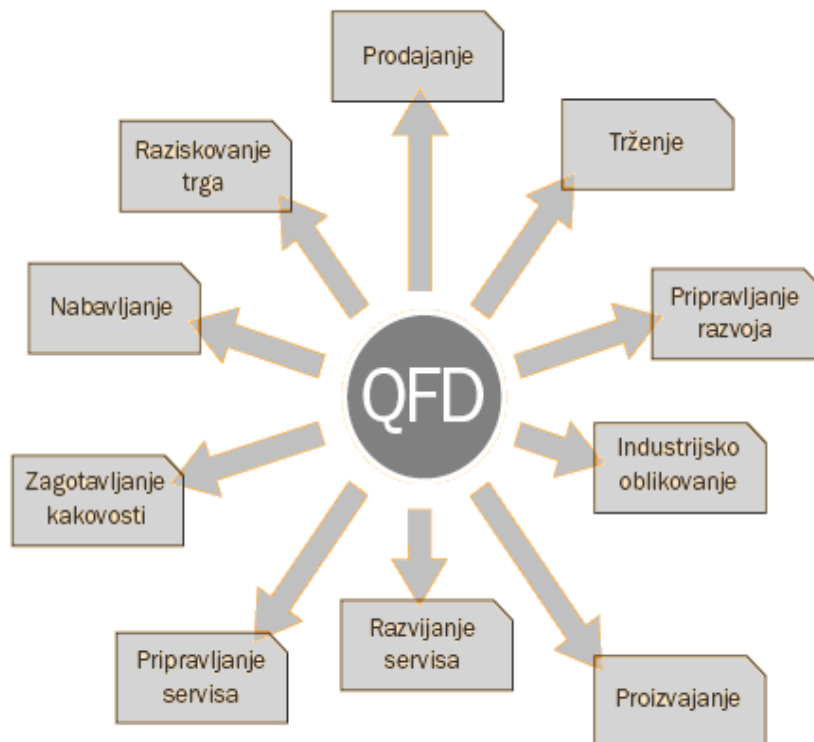 Prodajanje
Trženje
Raziskovanje
trga
Nabavljanje
Pripravljanje
razvoja
QFD
Industrijsko
oblikovanje
Zagotavljanje
kakovosti
Razvijanje
servisa
Pripravljanje
servisa
Proizvajanje